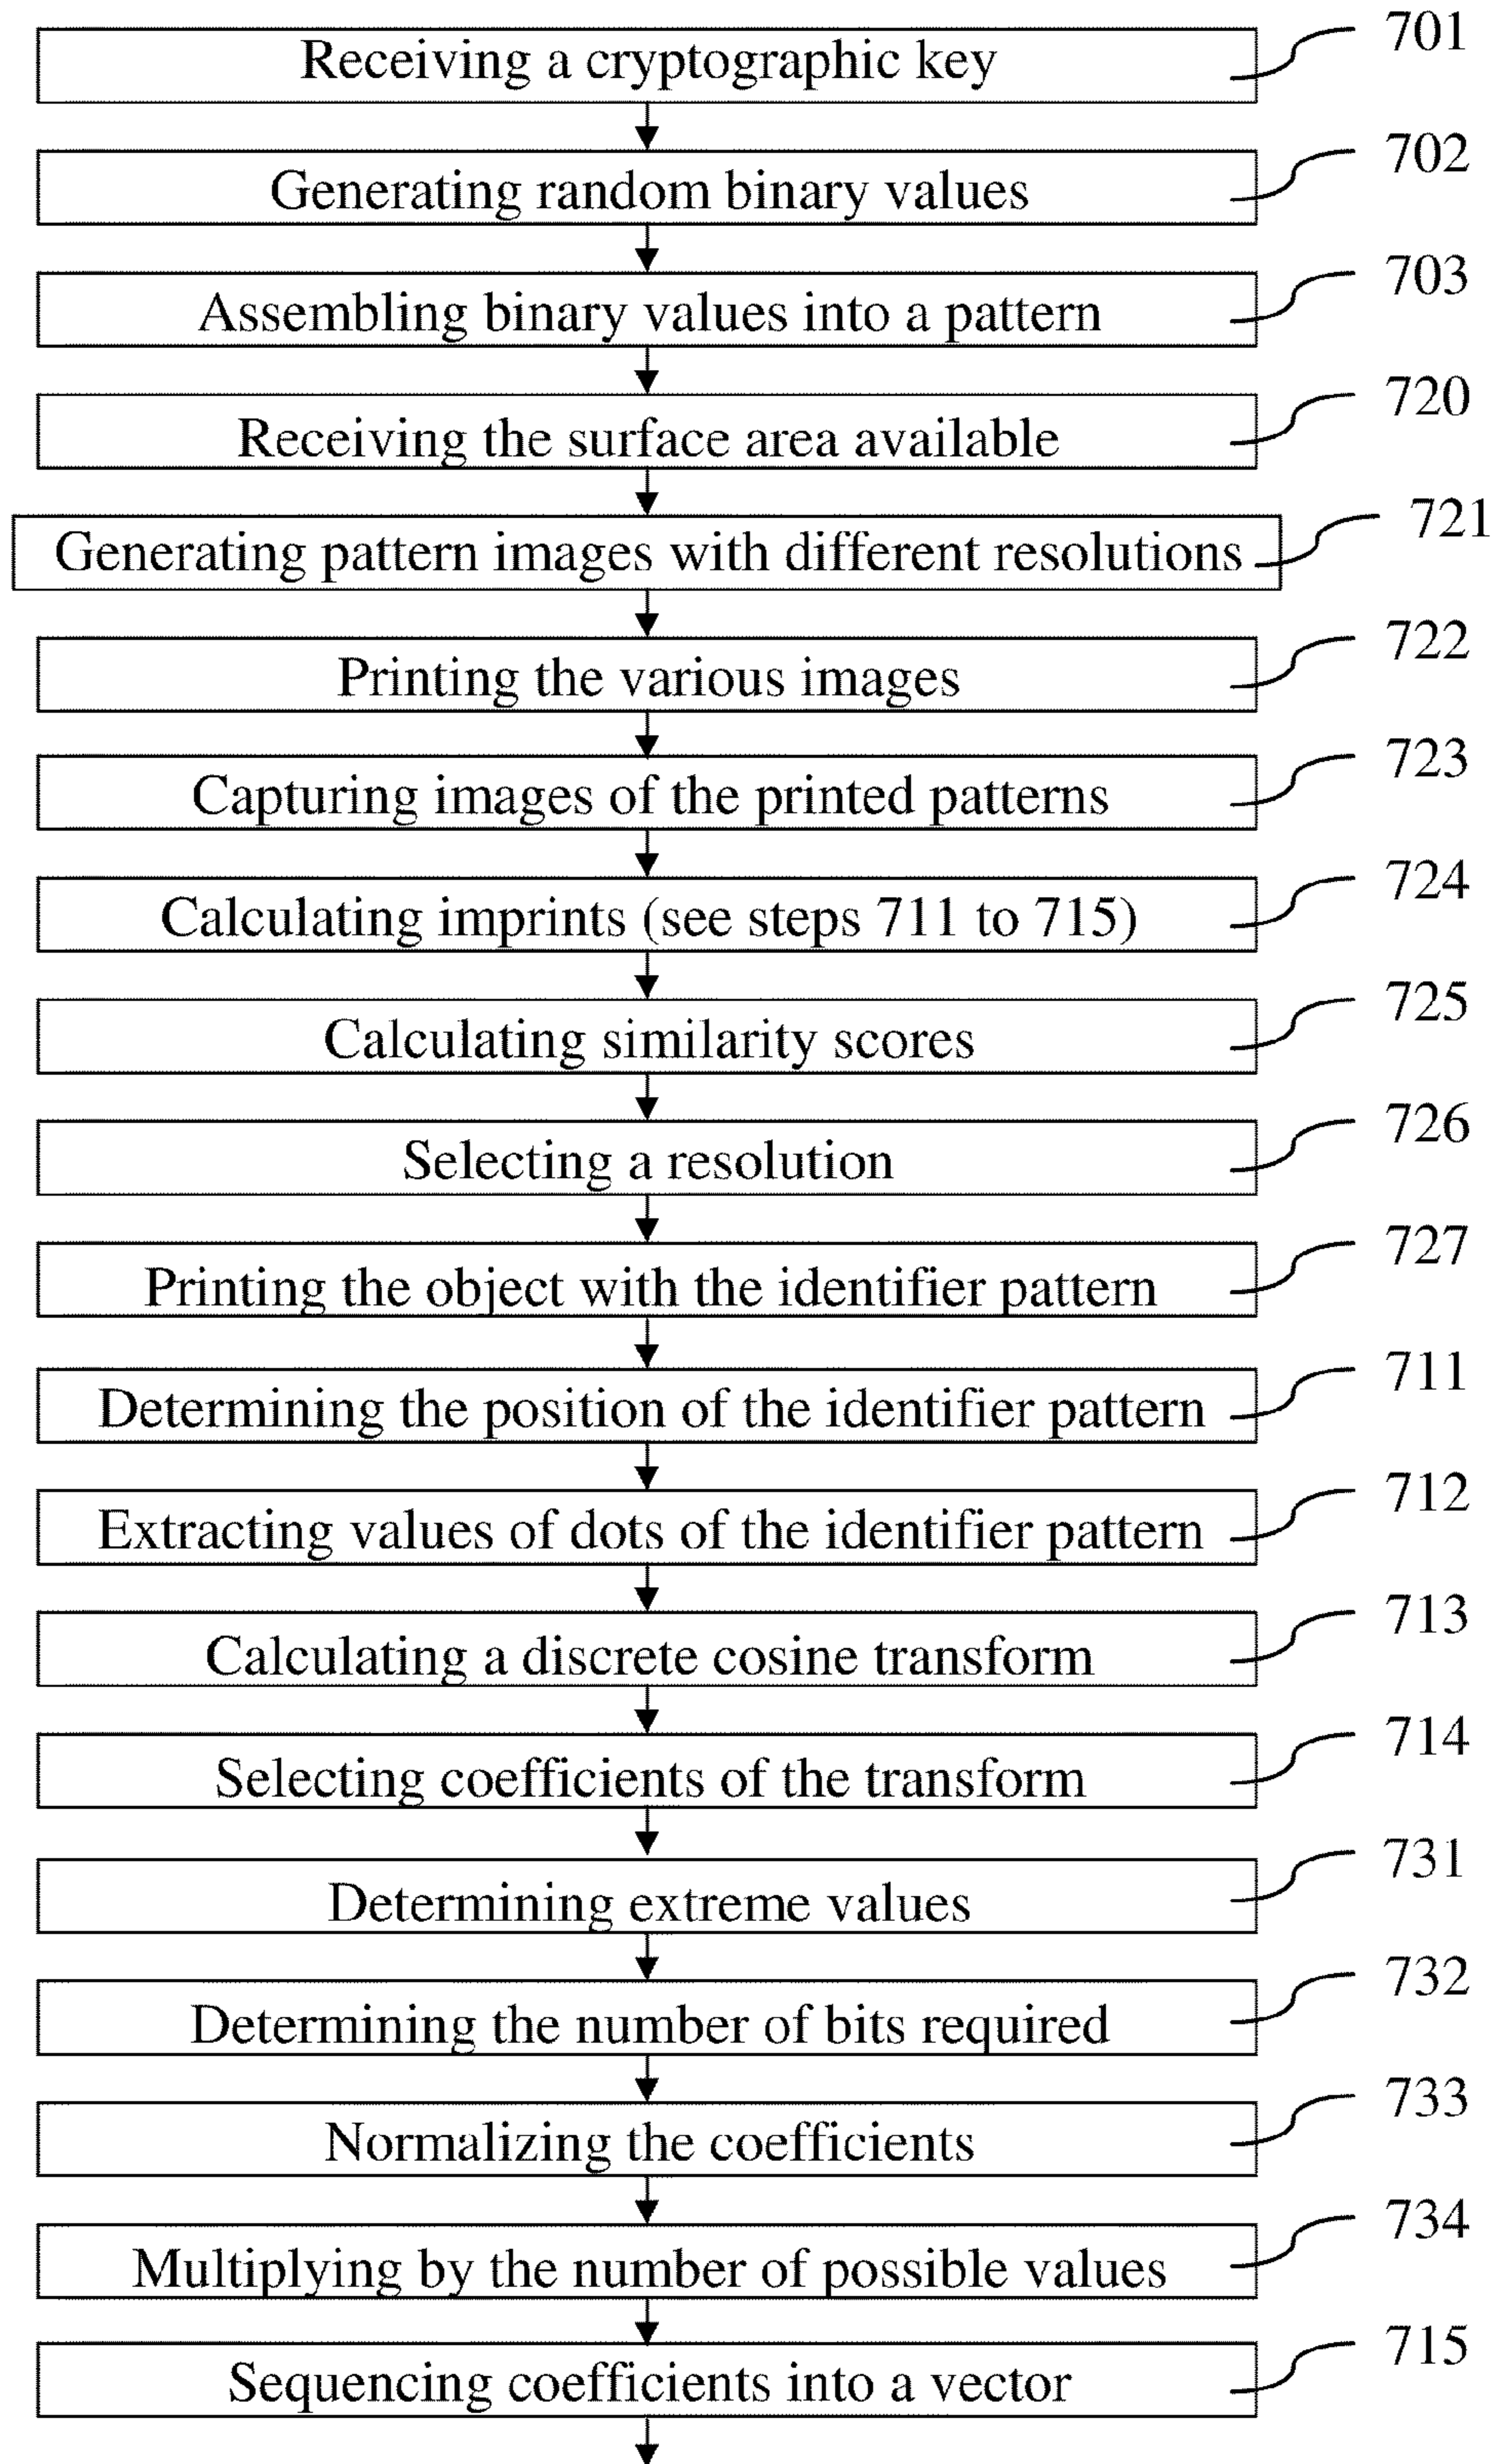 Receiving a cryptographic key 701
Generating random binary values 702
Assembling binary values into a pattern 703
Receiving the surface area available 720
Generating pattern images with different resolutions 721
Printing the various images 722
Capturing images of the printed patterns 723
Calculating imprints (see steps 711 to 715) 724
Calculating similarity scores 725
Selecting a resolution 726
Printing the object with the identifier pattern 727
Determining the position of the identifier pattern 711
Extracting values of dots of the identifier pattern 712
Calculating a discrete cosine transform 713
Selecting coefficients of the transform 714
Determining extreme values 731
Determining the number of bits required 732
Normalizing the coefficients 733
Multiplying by the number of possible values 734
Sequencing coefficients into a vector 715